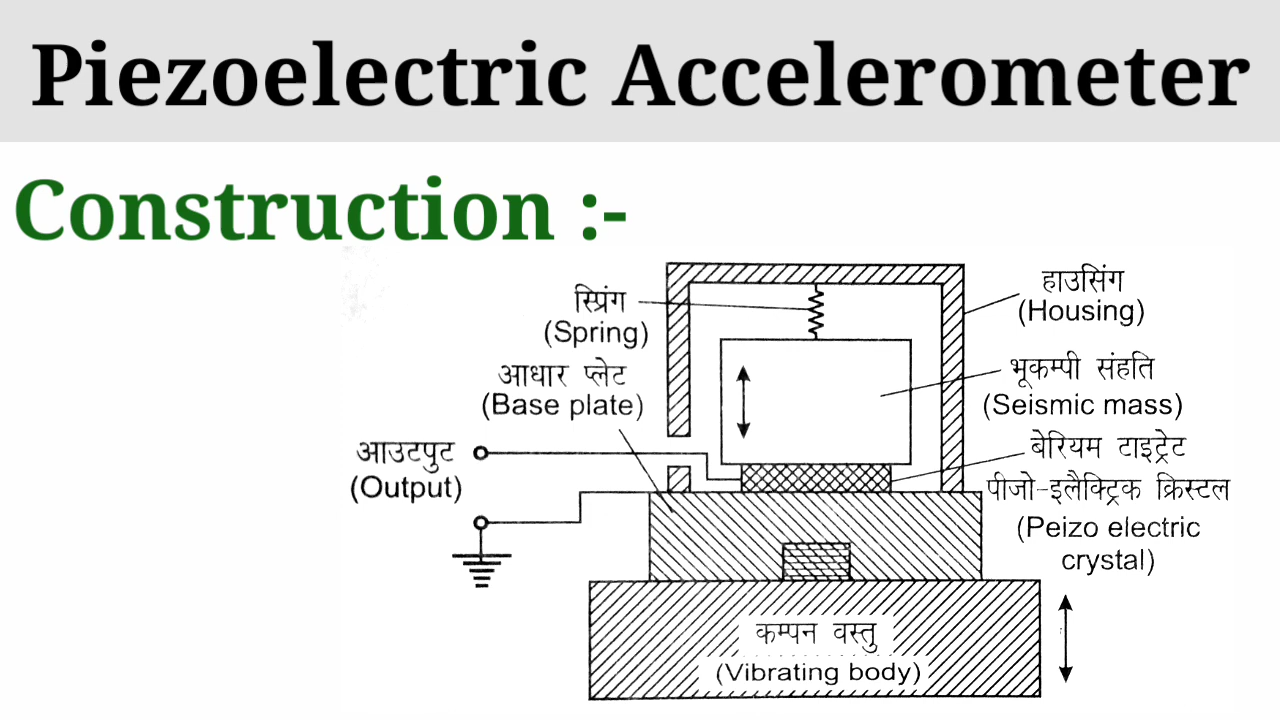 Piezoelectric Accelerometer
Construction :-
स्प्रिंग
(Spring)
आधार प्लेट
(Base plate)
आउटपुट
(Output)
हाउसिंग
(Housing)
भूकम्पी संहति
(Seismic mass)
बेरियम टाइट्रेट
पीजो-इलैक्ट्रिक क्रिस्टल
(Peizo electric
crystal)
कम्पन वस्तु
(Vibrating body)